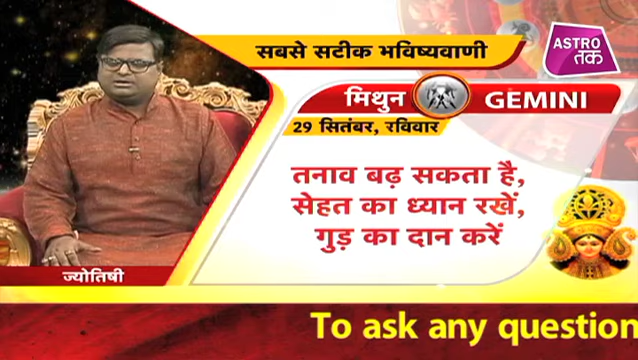 सबसे सटीक भविष्यवाणी
ASTRO
तक
मिथुन GEMINI
29 सितंबर, रविवार
तनाव बढ़ सकता है,
सेहत का ध्यान रखें,
गुड़ का दान करें
ज्योतिषी
To ask any question